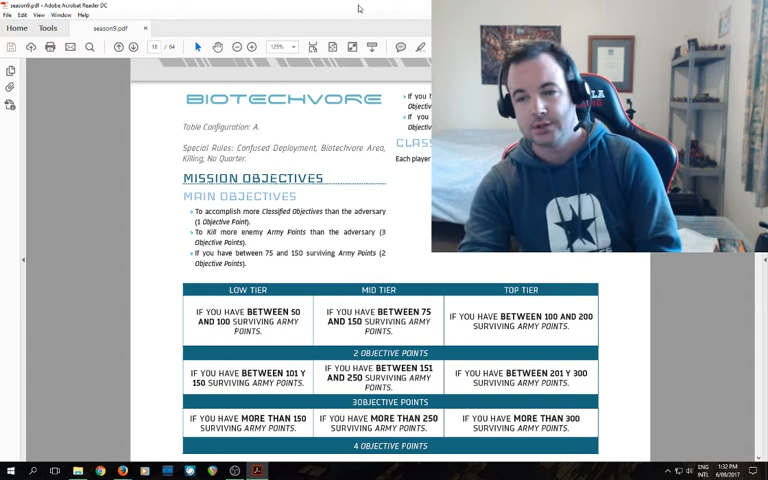 season9.pdf - Adobe Acrobat Reader DC
File Edit View Window Help
Home Tools season9.pdf
18 / 64 125%
BIOTECHVORE
Table Configuration: A.
Special Rules: Confused Deployment, Biotechvore Area,
Killing, No Quarter.
MISSION OBJECTIVES
MAIN OBJECTIVES
To accomplish more Classified Objectives than the adversary
(1 Objective Point).
To Kill more enemy Army Points than the adversary (3
Objective Points).
If you have between 75 and 150 surviving Army Points (2
Objective Points).
If you
Objectiv
If you
Objectiv
CLASS
Each player
LOW TIER MID TIER TOP TIER
IF YOU HAVE BETWEEN 50
AND 100 SURVIVING ARMY
POINTS.
IF YOU HAVE BETWEEN 75
AND 150 SURVIVING ARMY
POINTS.
IF YOU HAVE BETWEEN 100 AND 200
SURVIVING ARMY POINTS.
2 OBJECTIVE POINTS
IF YOU HAVE BETWEEN 101 Y
150 SURVIVING ARMY POINTS.
IF YOU HAVE BETWEEN 151
AND 250 SURVIVING ARMY
POINTS.
IF YOU HAVE BETWEEN 201 Y 300
SURVIVING ARMY POINTS.
3OBJECTIVE POINTS
IF YOU HAVE MORE THAN 150
SURVIVING ARMY POINTS.
IF YOU HAVE MORE THAN 250
SURVIVING ARMY POINTS.
IF YOU HAVE MORE THAN 300
SURVIVING ARMY POINTS.
4 OBJECTIVE POINTS
ENG
INTL
1:32 PM
6/09/2017